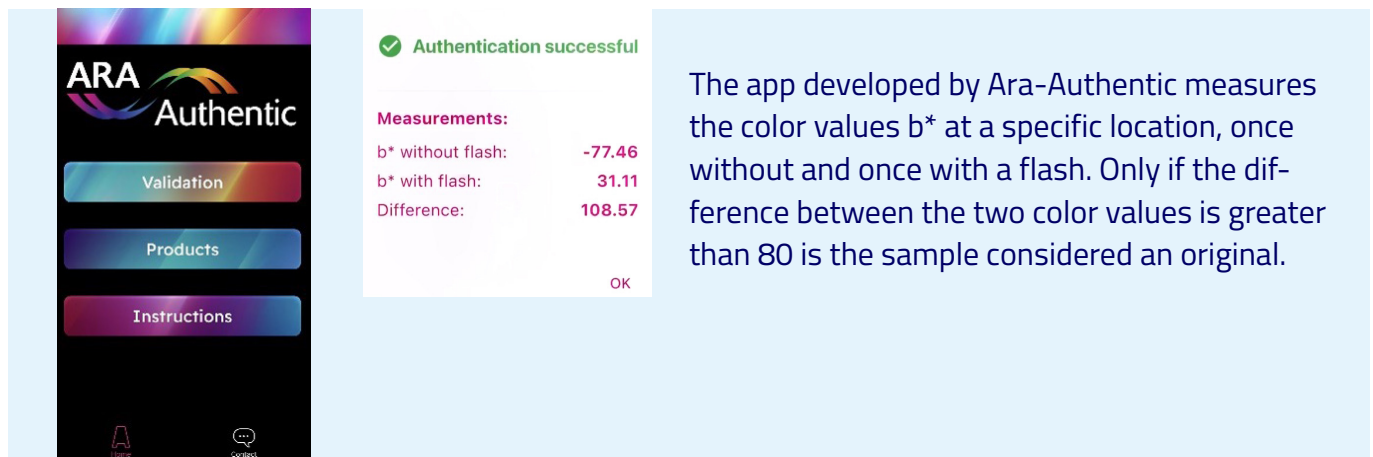 ARA
Authentic
Validation
Products
Instructions
Home
Contact
Authentication successful
Measurements:
b* without flash: -77.46
b* with flash: 31.11
Difference: 108.57
OK
The app developed by Ara-Authentic measures
the color values b* at a specific location, once
without and once with a flash. Only if the dif-
ference between the two color values is greater
than 80 is the sample considered an original.